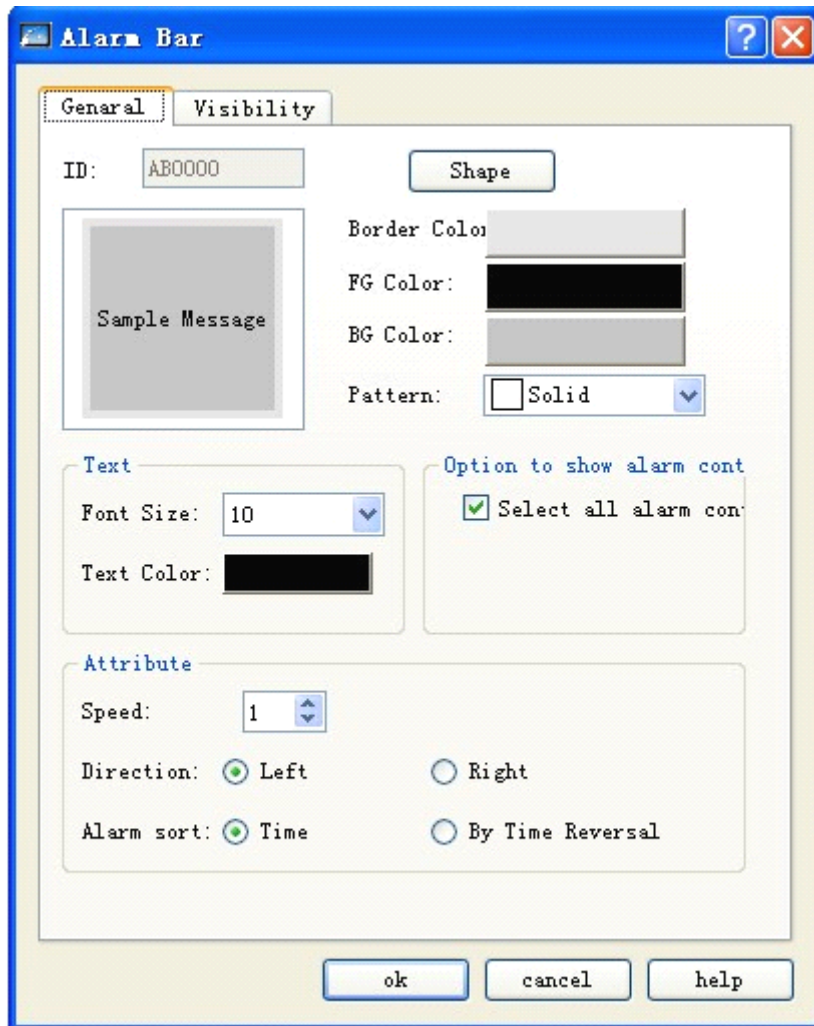 Alarm Bar
Genaral Visibility
ID: AB0000 Shape
Sample Message
Border Color
FG Color:
BG Color:
Pattern: Solid
Text
Font Size: 10
Text Color:
Option to show alarm cont
Select all alarm con
Attribute
Speed: 1
Direction: Left Right
Alarm sort: Time By Time Reversal
ok cancel help